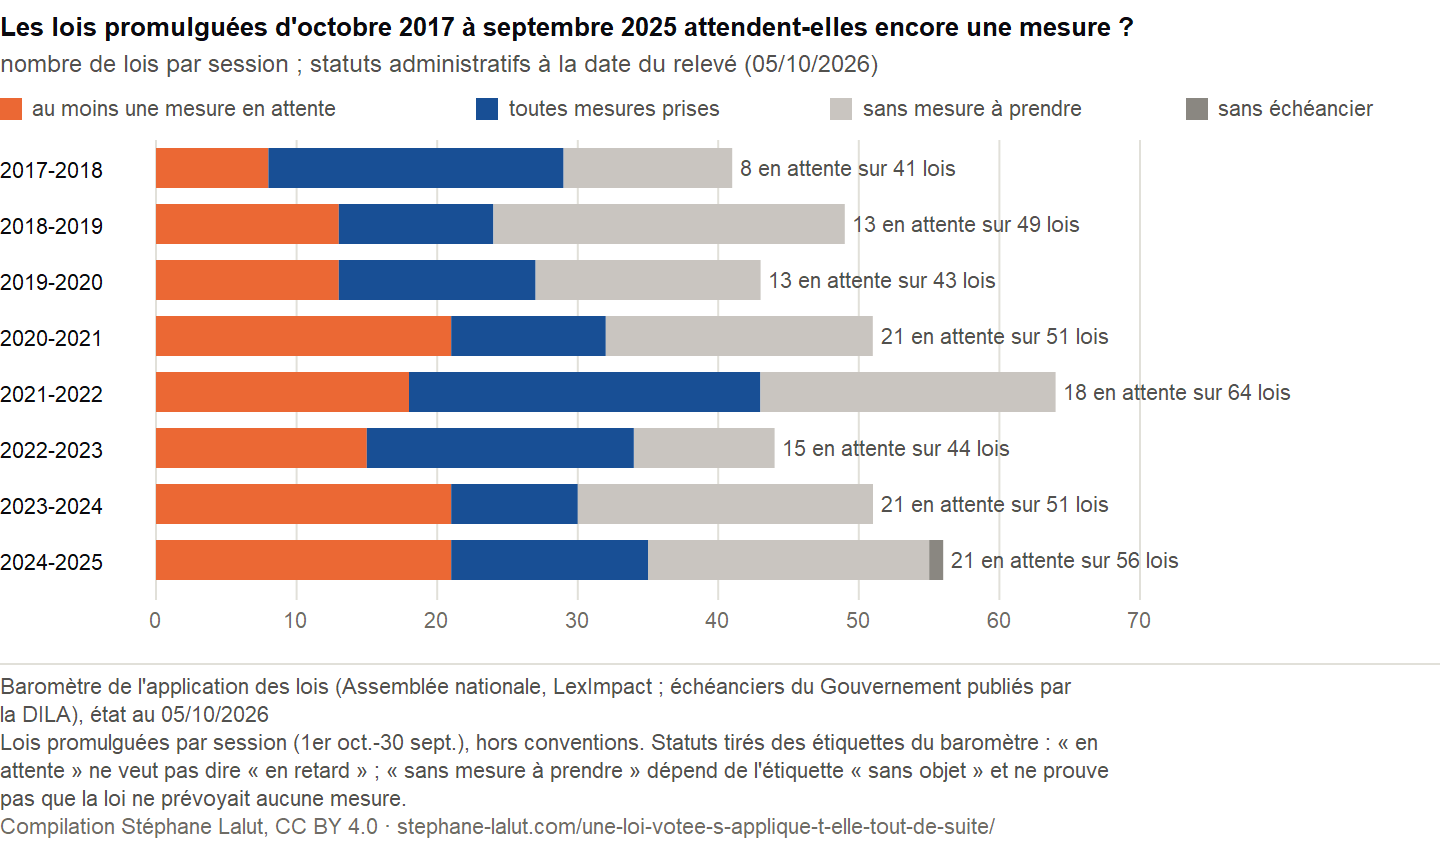 Les lois promulguées d'octobre 2017 à septembre 2025 attendent-elles encore une mesure ?
nombre de lois par session ; statuts administratifs à la date du relevé (05/10/2026)
au moins une mesure en attente toutes mesures prises sans mesure à prendre sans échéancier
2017-2018 8 en attente sur 41 lois
2018-2019 13 en attente sur 49 lois
2019-2020 13 en attente sur 43 lois
2020-2021 21 en attente sur 51 lois
2021-2022 18 en attente sur 64 lois
2022-2023 15 en attente sur 44 lois
2023-2024 21 en attente sur 51 lois
2024-2025 21 en attente sur 56 lois
0 10 20 30 40 50 60 70
Baromètre de l'application des lois (Assemblée nationale, LexImpact ; échéanciers du Gouvernement publiés par
la DILA), état au 05/10/2026
Lois promulguées par session (1er oct.-30 sept.), hors conventions. Statuts tirés des étiquettes du baromètre : « en
attente » ne veut pas dire « en retard » ; « sans mesure à prendre » dépend de l'étiquette « sans objet » et ne prouve
pas que la loi ne prévoyait aucune mesure.
Compilation Stéphane Lalut, CC BY 4.0 · stephane-lalut.com/une-loi-votee-s-applique-t-elle-tout-de-suite/